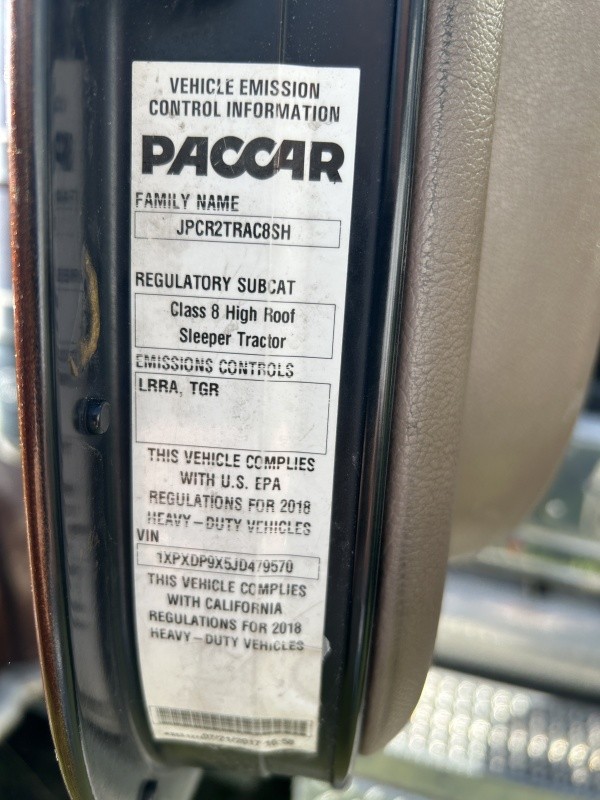 VEHICLE EMISSION
CONTROL INFORMATION
PACCAR
FAMILY NAME
JPCR2TRAC8SH
REGULATORY SUBCAT
Class 8 High Roof
Sleeper Tractor
EMISSIONS CONTROLS
LRRA, TGR
THIS VEHICLE COMPLIES
WITH U.S. EPA
REGULATIONS FOR 2018
HEAVY-DUTY VEHICLES
VIN
1XPXDP9X5JD479570
THIS VEHICLE COMPLIES
WITH CALIFORNIA
REGULATIONS FOR 2018
HEAVY-DUTY VEHICLES